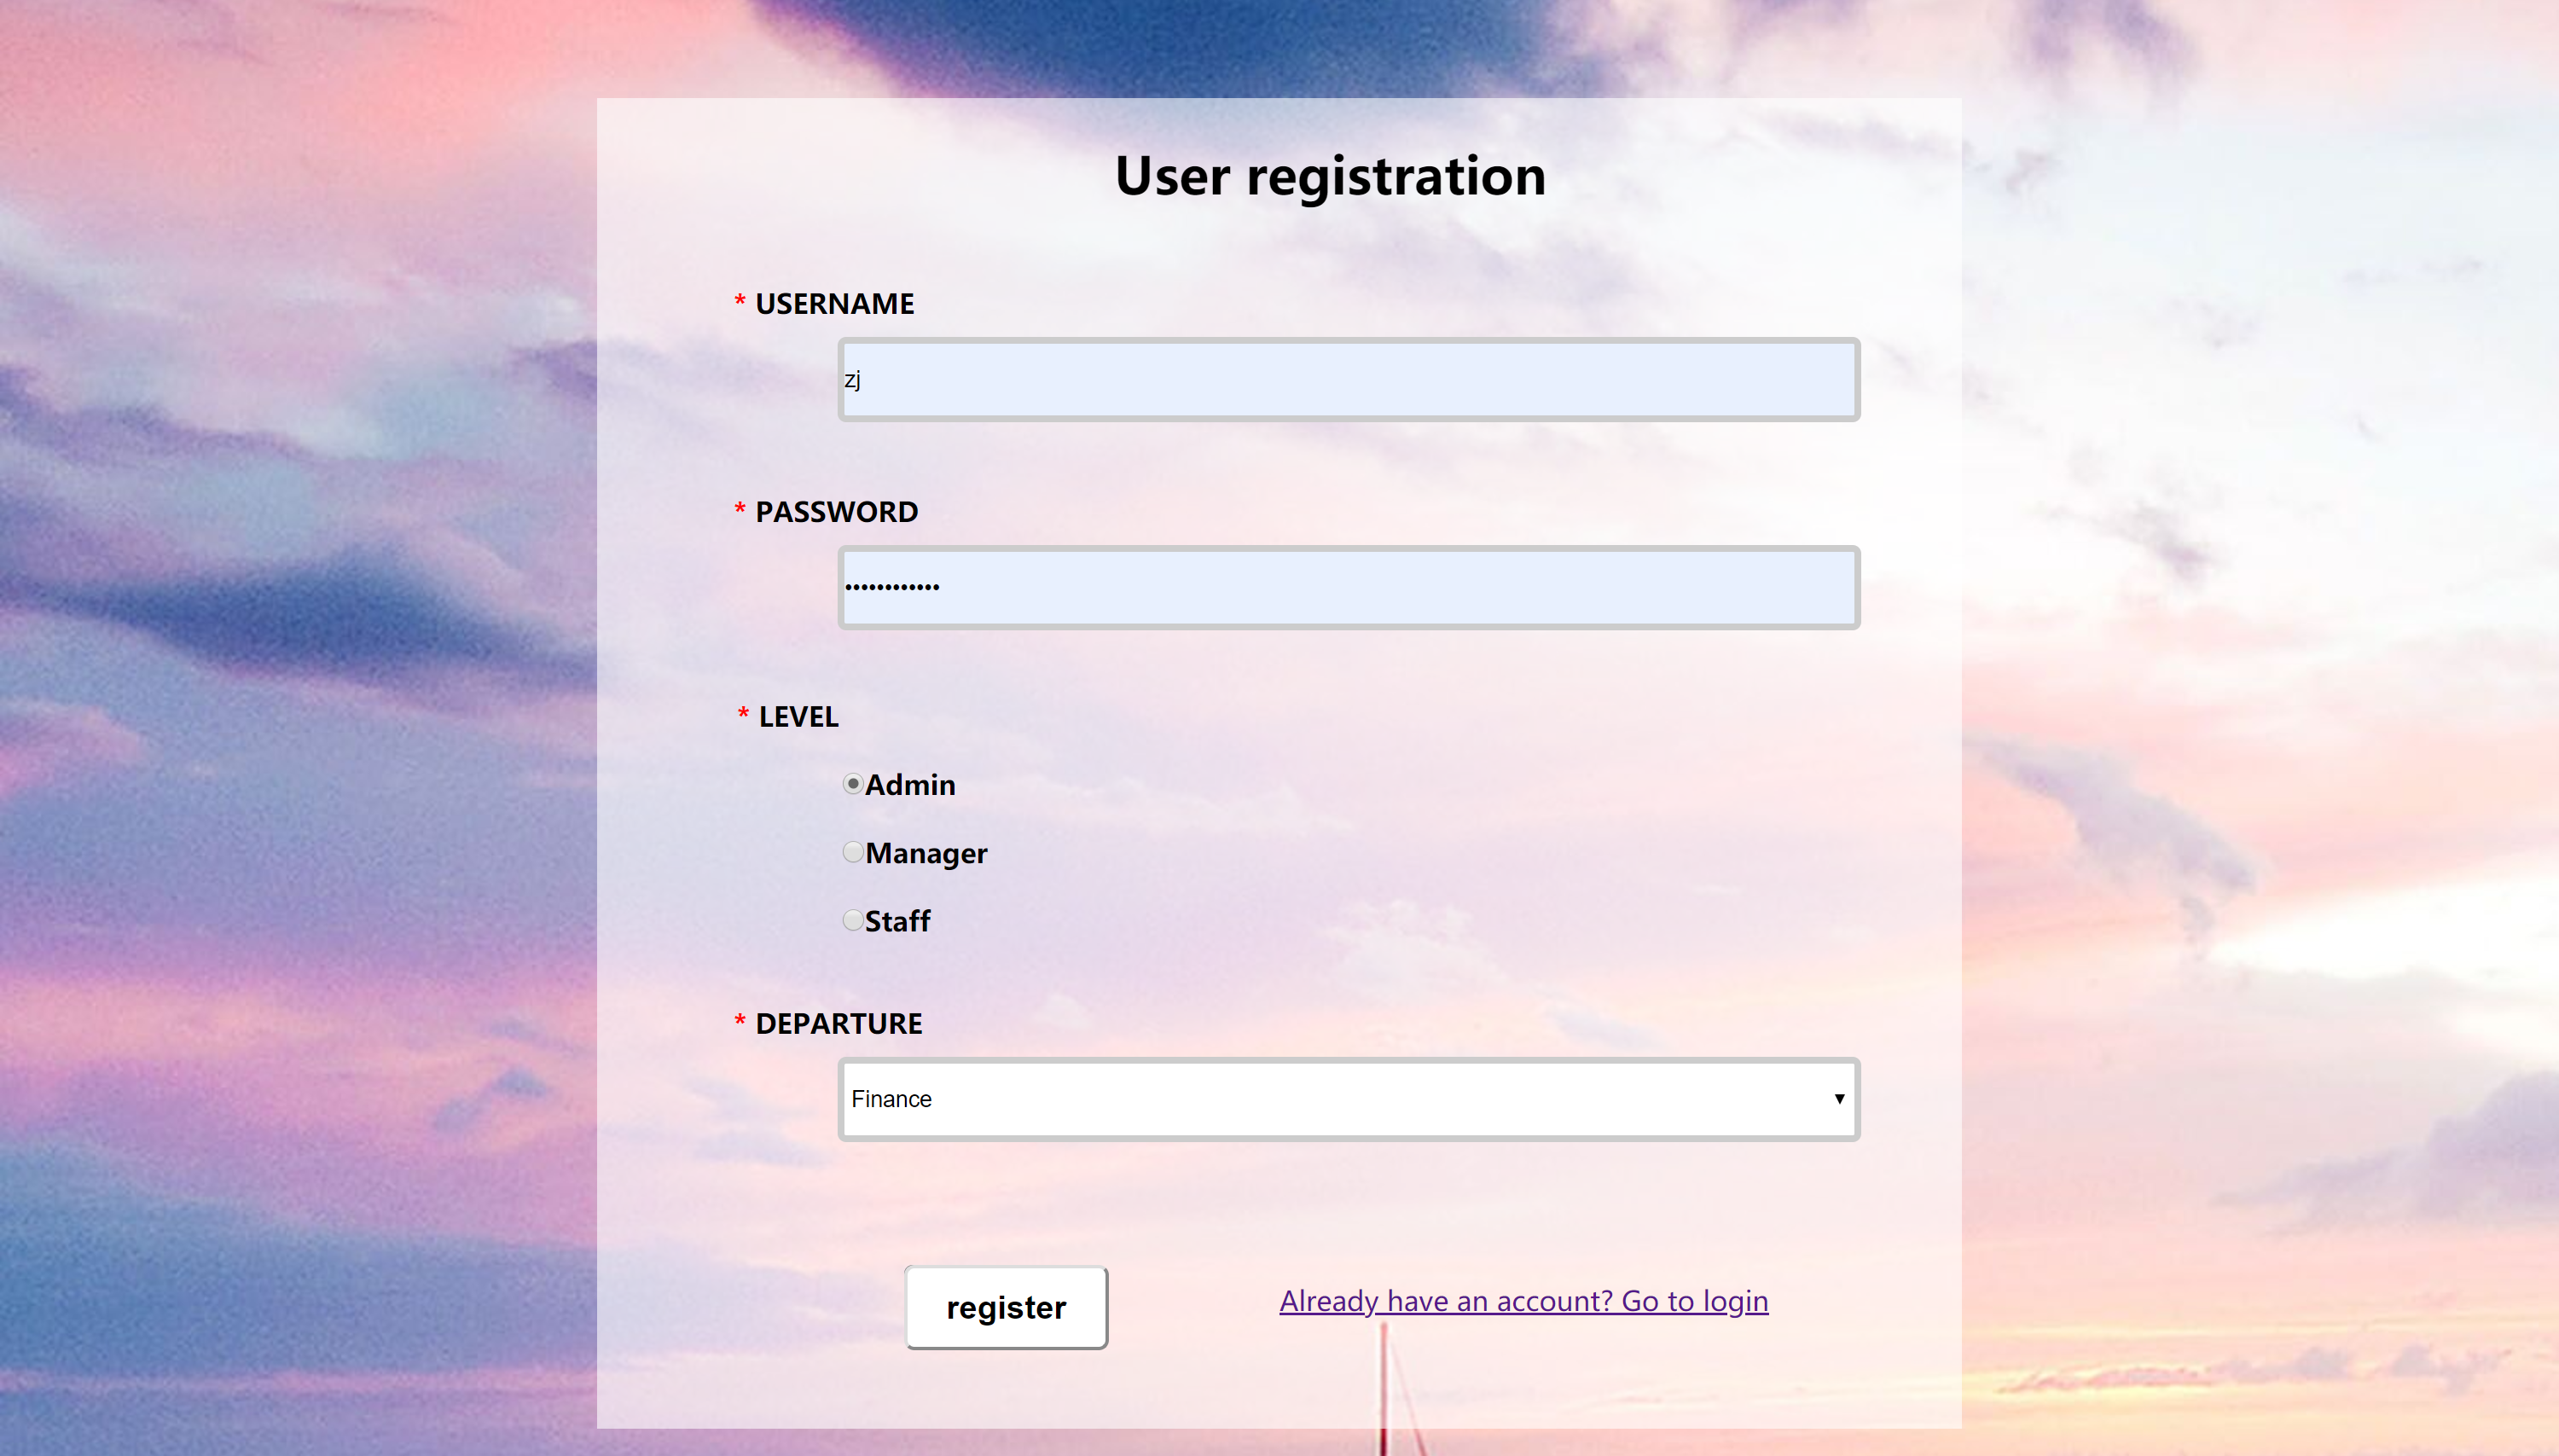 User registration
* USERNAME
zj
* PASSWORD
••••••••••••
* LEVEL
Admin
Manager
Staff
* DEPARTURE
Finance
register
Already have an account? Go to login